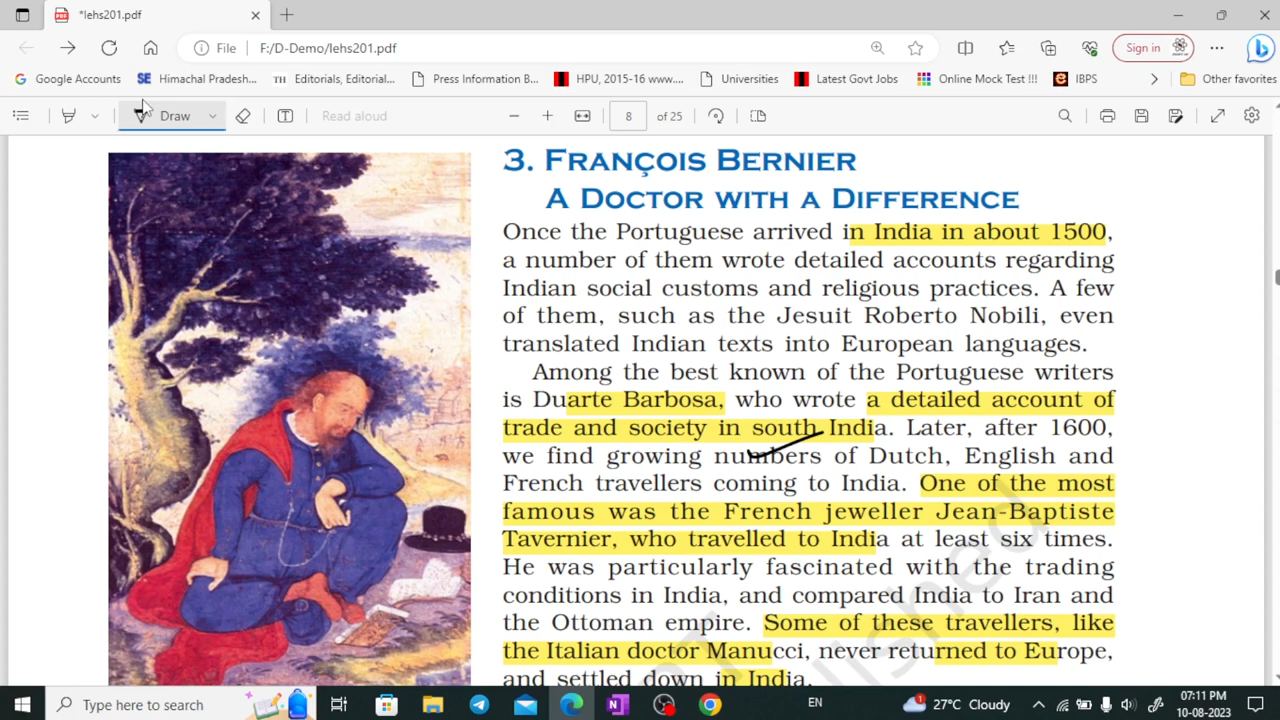 *lehs201.pdf
File F:/D-Demo/lehs201.pdf Sign in
Google Accounts SE Himachal Pradesh... TH Editorials, Editorial... Press Information B... HPU, 2015-16 www.... Universities Latest Govt Jobs Online Mock Test !!! IBPS Other favorites
Draw Read aloud 8 of 25
3. FRANÇOIS BERNIER
A DOCTOR WITH A DIFFERENCE
Once the Portuguese arrived in India in about 1500,
a number of them wrote detailed accounts regarding
Indian social customs and religious practices. A few
of them, such as the Jesuit Roberto Nobili, even
translated Indian texts into European languages.
Among the best known of the Portuguese writers
is Duarte Barbosa, who wrote a detailed account of
trade and society in south India. Later, after 1600,
we find growing numbers of Dutch, English and
French travellers coming to India. One of the most
famous was the French jeweller Jean-Baptiste
Tavernier, who travelled to India at least six times.
He was particularly fascinated with the trading
conditions in India, and compared India to Iran and
the Ottoman empire. Some of these travellers, like
the Italian doctor Manucci, never returned to Europe,
and settled down in India.
Type here to search EN 1 27°C Cloudy 07:11 PM
10-08-2023